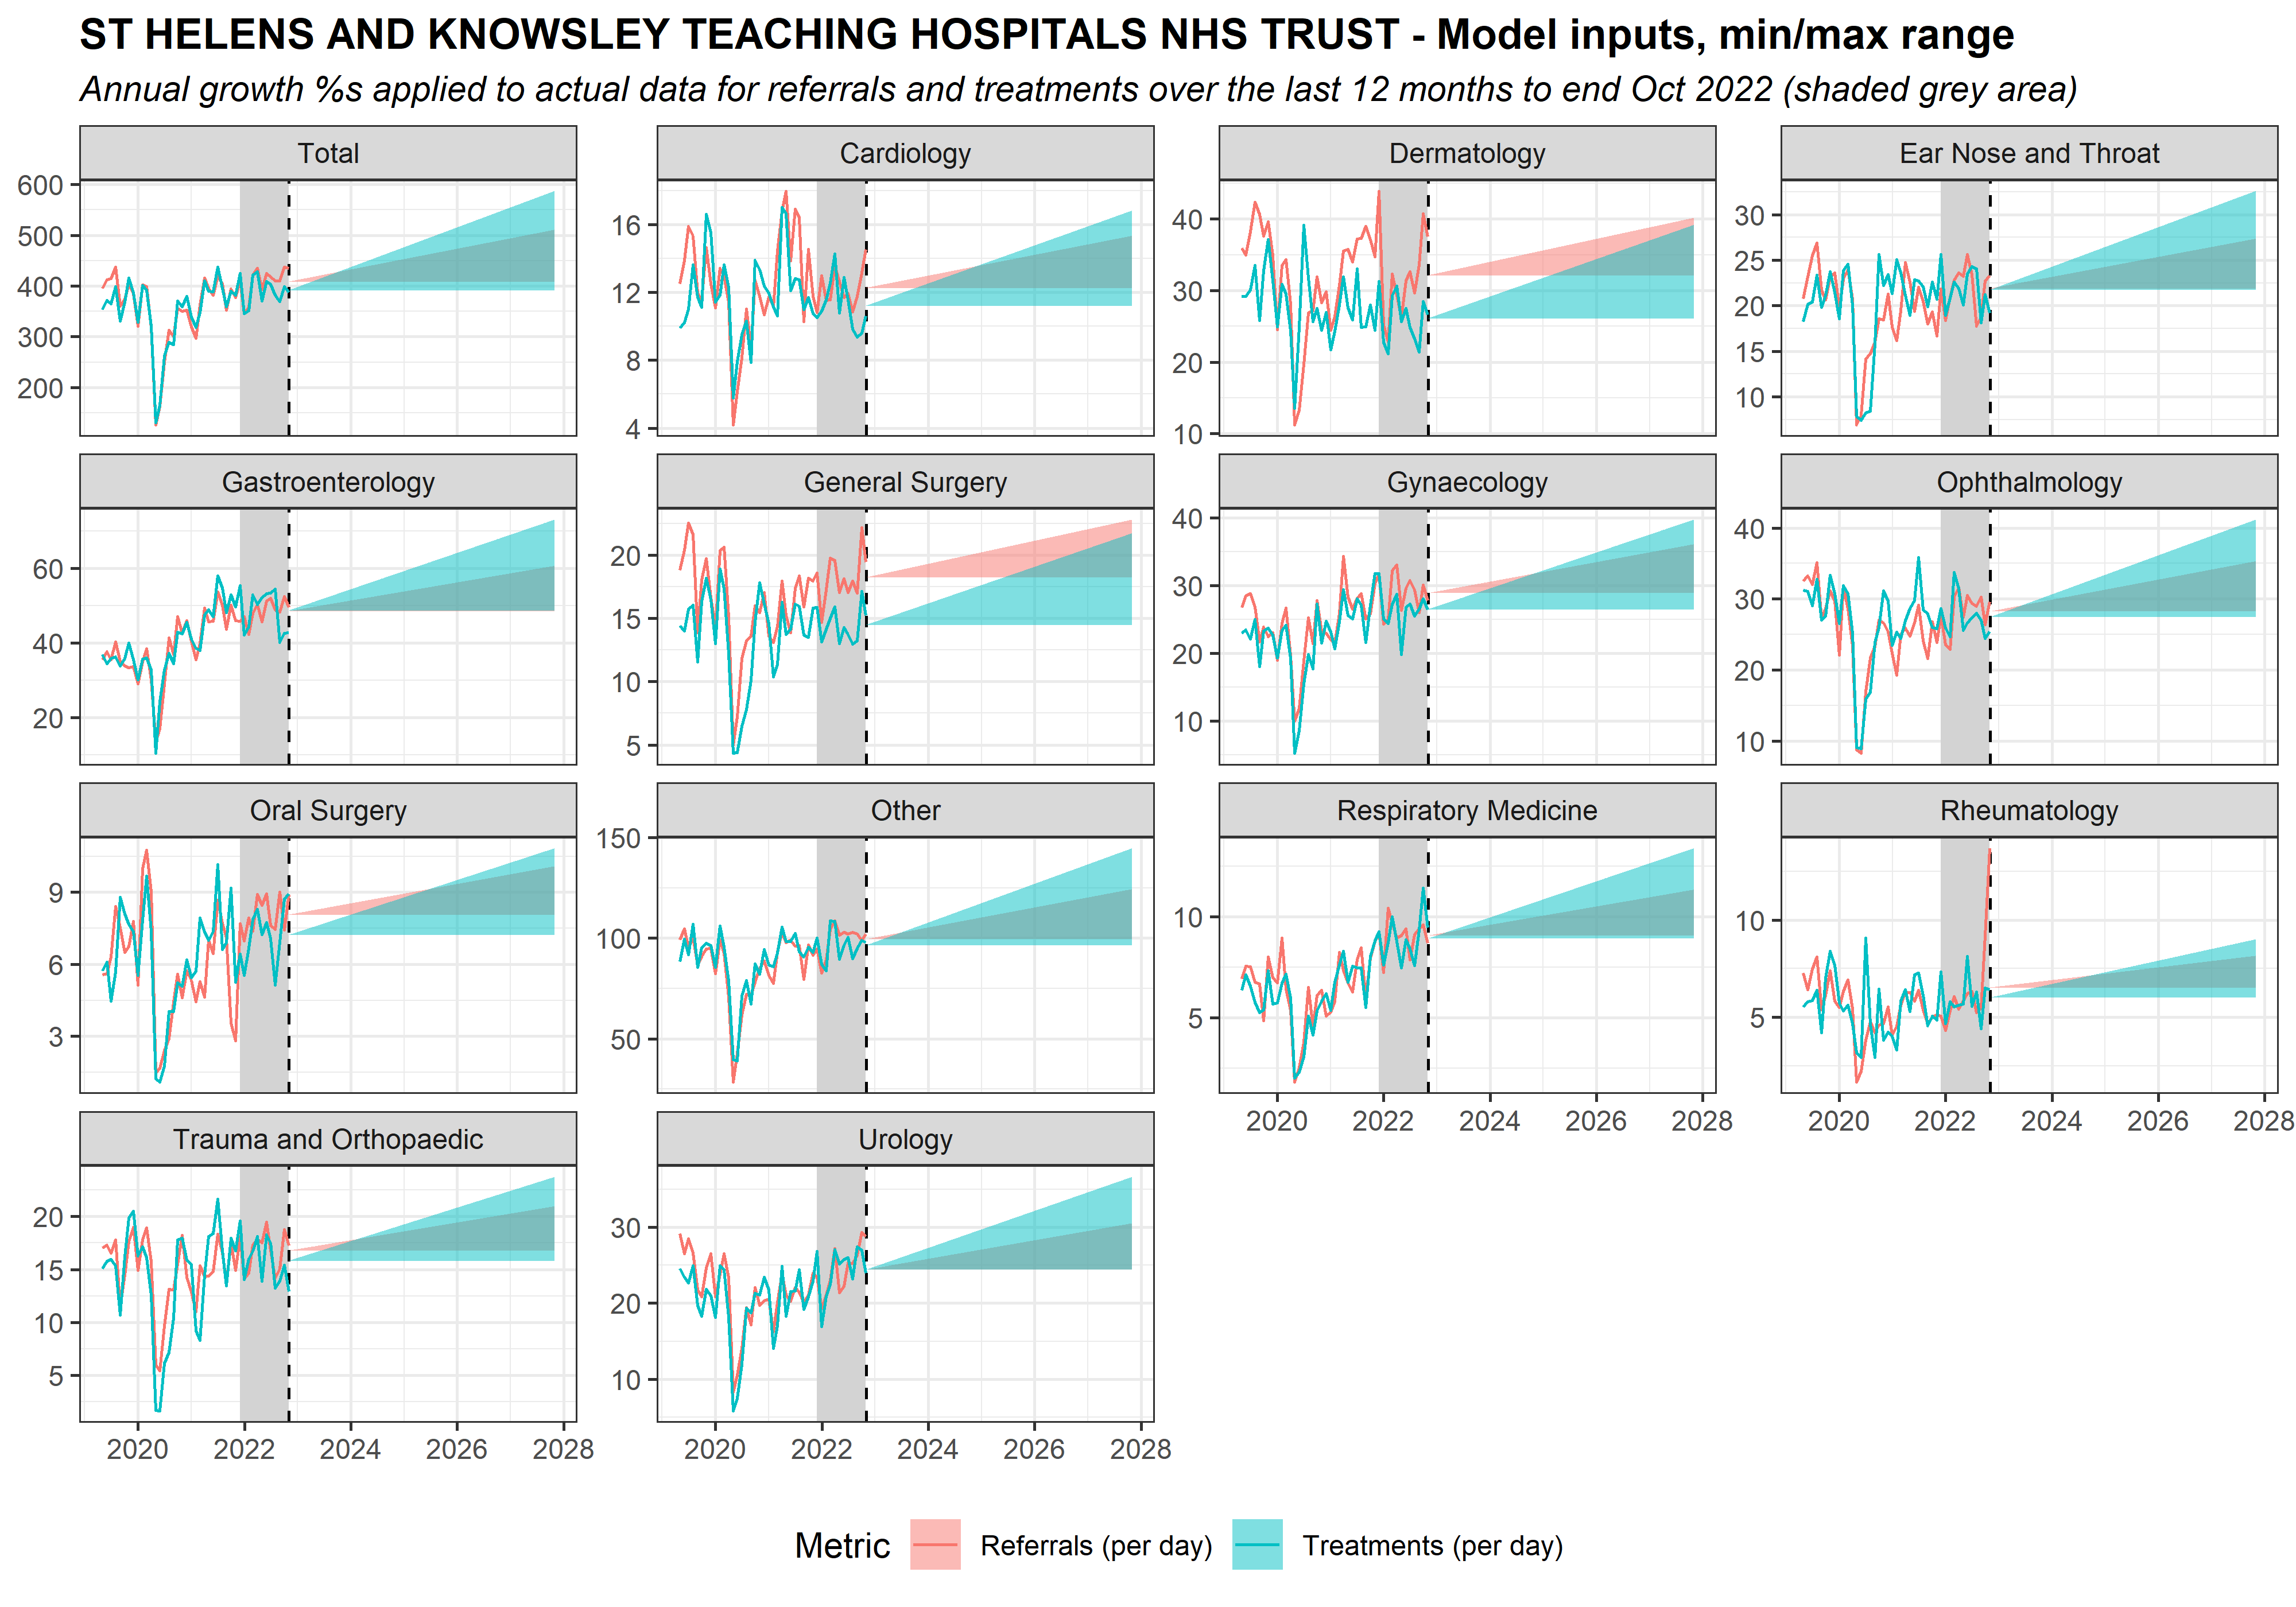 ST HELENS AND KNOWSLEY TEACHING HOSPITALS NHS TRUST - Model inputs, min/max range
Annual growth %s applied to actual data for referrals and treatments over the last 12 months to end Oct 2022 (shaded grey area)
Total
600
500
400
300
200
Cardiology
16
12
8
4
Dermatology
40
30
20
10
Ear Nose and Throat
30
25
20
15
10
Gastroenterology
60
40
20
General Surgery
20
15
10
5
Gynaecology
40
30
20
10
Ophthalmology
40
30
20
10
Oral Surgery
9
6
3
Other
150
100
50
Respiratory Medicine
10
5
2020 2022 2024 2026 2028
Rheumatology
10
5
2020 2022 2024 2026 2028
Trauma and Orthopaedic
20
15
10
5
2020 2022 2024 2026 2028
Urology
30
20
10
2020 2022 2024 2026 2028
Metric Referrals (per day) Treatments (per day)